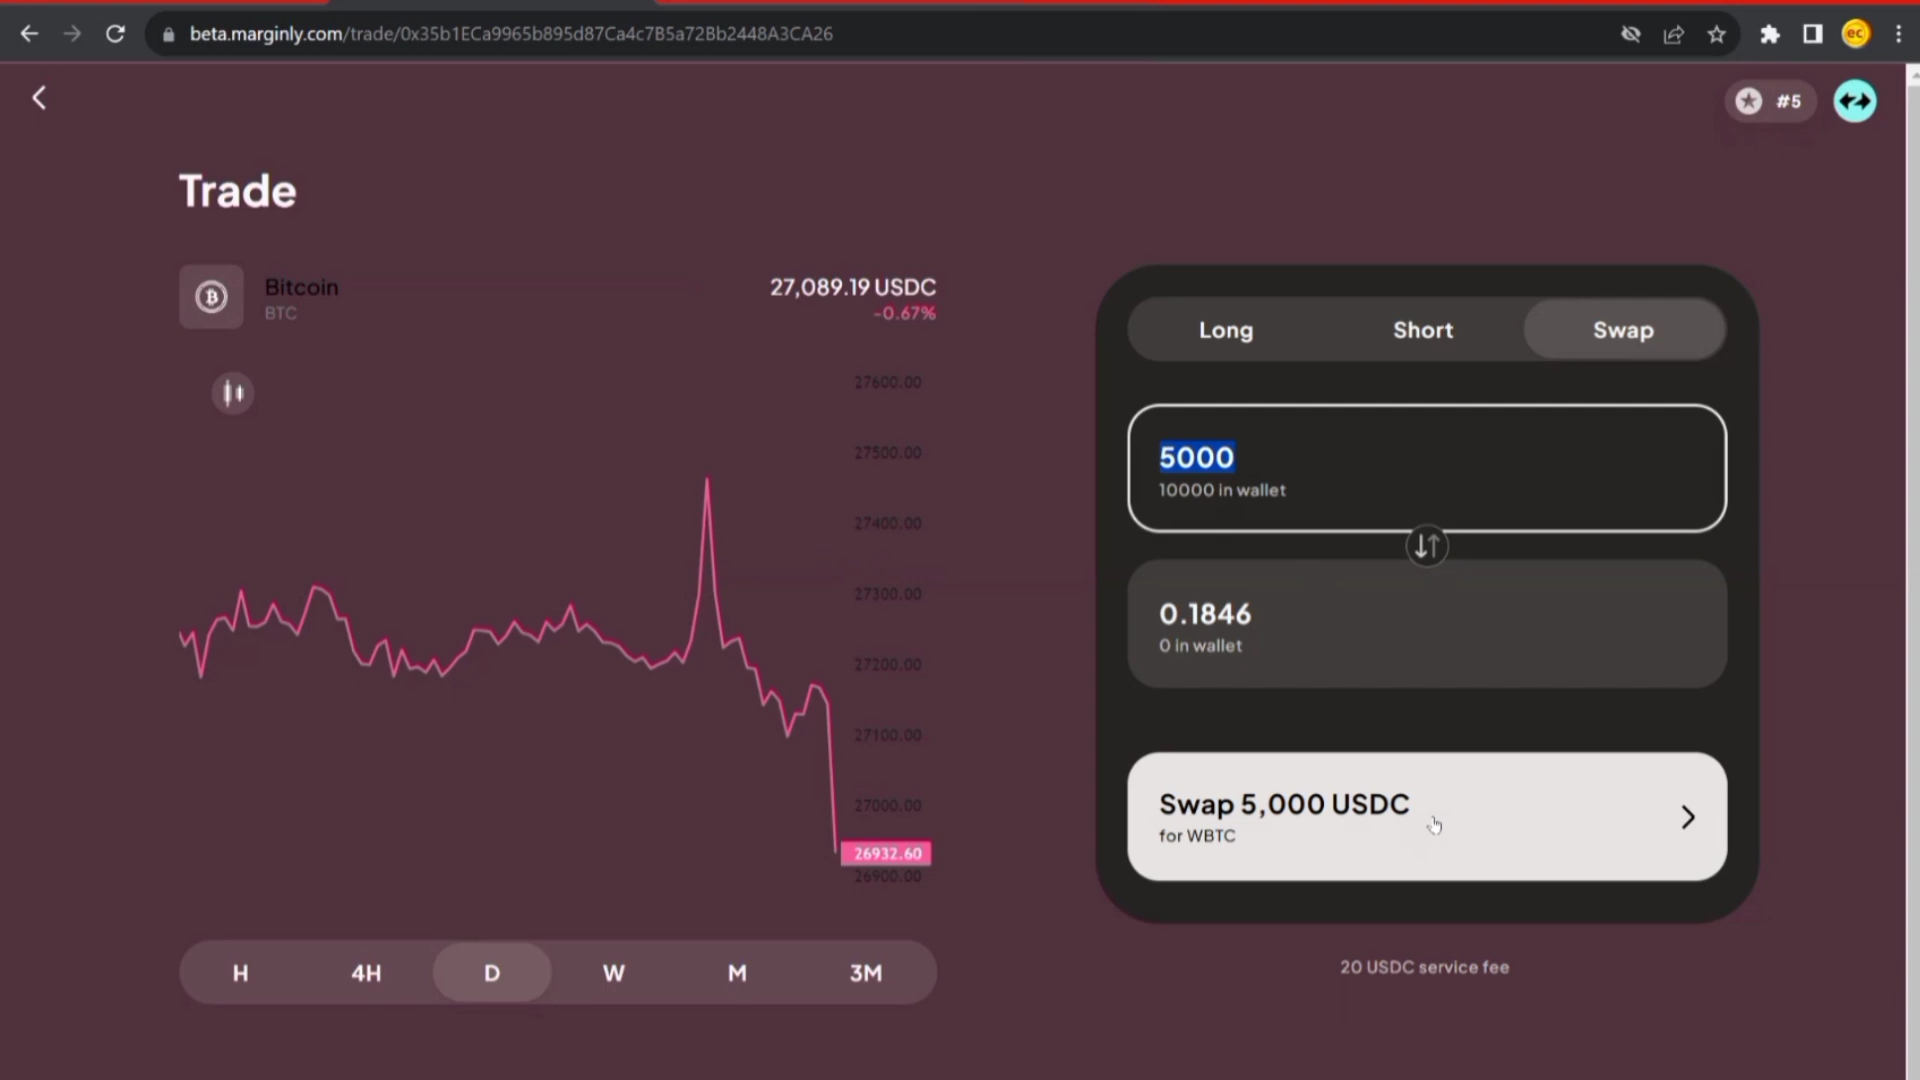 beta.marginly.com/trade/0x35b1ECa9965b895d87Ca4c7B5a72Bb2448A3CA26
ec
#5
Trade
Bitcoin
BTC
27,089.19 USDC
-0.67%
27600.00
27500.00
27400.00
27300.00
27200.00
27100.00
27000.00
26932.60
26900.00
H 4H D W M 3M
Long Short Swap
5000
10000 in wallet
0.1846
0 in wallet
Swap 5,000 USDC
for WBTC
20 USDC service fee